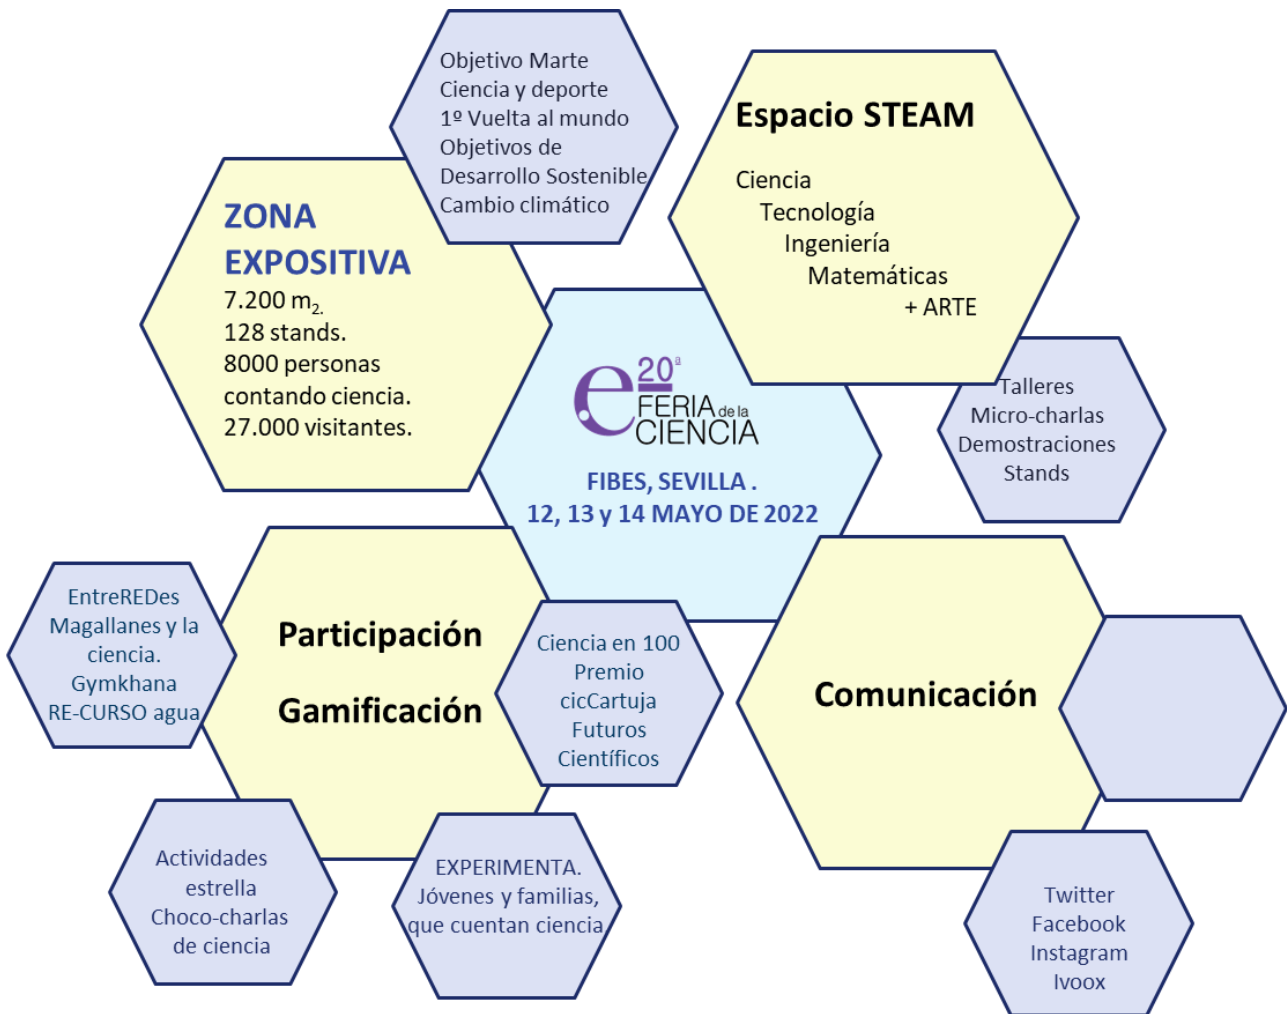 Objetivo Marte
Ciencia y deporte
1º Vuelta al mundo
Objetivos de
Desarrollo Sostenible
Cambio climático
Espacio STEAM
Ciencia
Tecnología
Ingeniería
Matemáticas
+ ARTE
ZONA
EXPOSITIVA
7.200 m2.
128 stands.
8000 personas
contando ciencia.
27.000 visitantes.
e 20ª
FERIA de la
CIENCIA
FIBES, SEVILLA .
12, 13 y 14 MAYO DE 2022
Talleres
Micro-charlas
Demostraciones
Stands
EntreREDes
Magallanes y la
ciencia.
Gymkhana
RE-CURSO agua
Participación
Gamificación
Ciencia en 100
Premio
cicCartuja
Futuros
Científicos
Comunicación
Actividades
estrella
Choco-charlas
de ciencia
EXPERIMENTA.
Jóvenes y familias,
que cuentan ciencia
Twitter
Facebook
Instagram
Ivoox